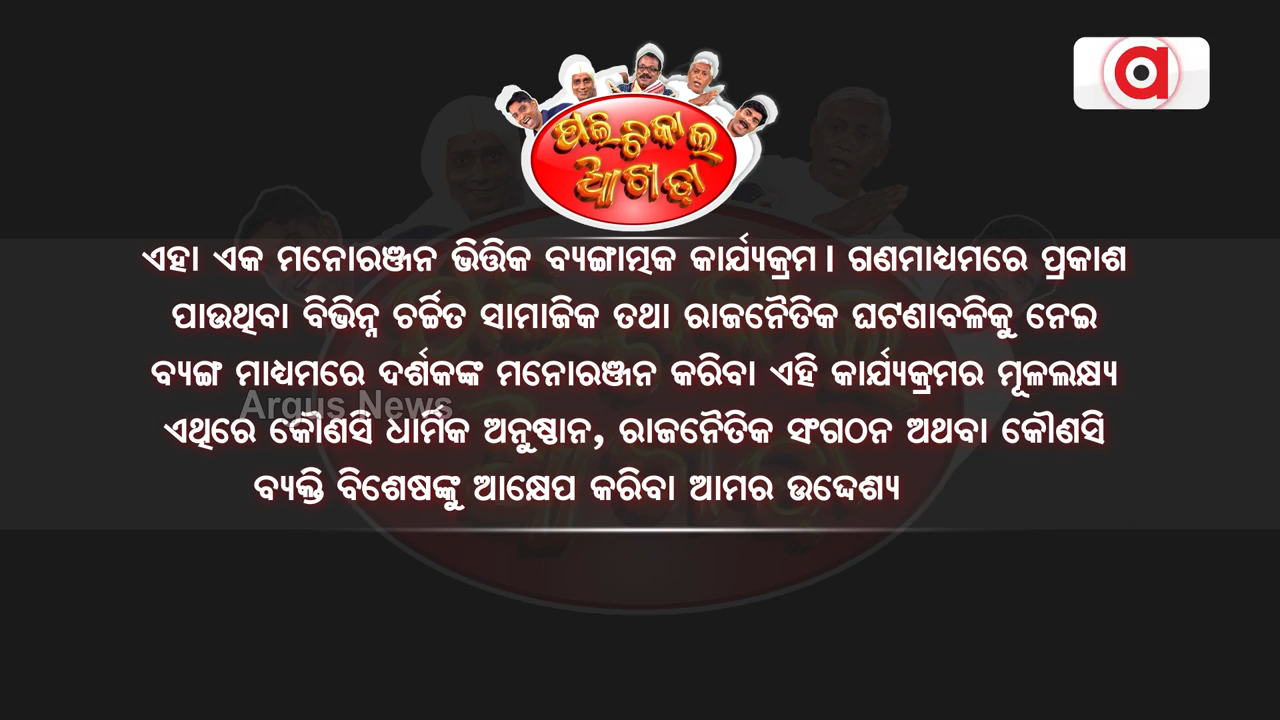 ପଲିଟିକାଲ
ଆଖଡ଼ା
ଏହା ଏକ ମନୋରଞ୍ଜନ ଭିତ୍ତିକ ବ୍ୟଙ୍ଗାତ୍ମକ କାର୍ଯ୍ୟକ୍ରମ। ଗଣମାଧ୍ୟମରେ ପ୍ରକାଶ
ପାଉଥିବା ବିଭିନ୍ନ ଚର୍ଚ୍ଚିତ ସାମାଜିକ ତଥା ରାଜନୈତିକ ଘଟଣାବଳିକୁ ନେଇ
ବ୍ୟଙ୍ଗ ମାଧ୍ୟମରେ ଦର୍ଶକଙ୍କ ମନୋରଞ୍ଜନ କରିବା ଏହି କାର୍ଯ୍ୟକ୍ରମର ମୂଳଲକ୍ଷ୍ୟ
Argus News
ଏଥିରେ କୌଣସି ଧାର୍ମିକ ଅନୁଷ୍ଠାନ, ରାଜନୈତିକ ସଂଗଠନ ଅଥବା କୌଣସି
ବ୍ୟକ୍ତି ବିଶେଷଙ୍କୁ ଆକ୍ଷେପ କରିବା ଆମର ଉଦ୍ଦେଶ୍ୟ